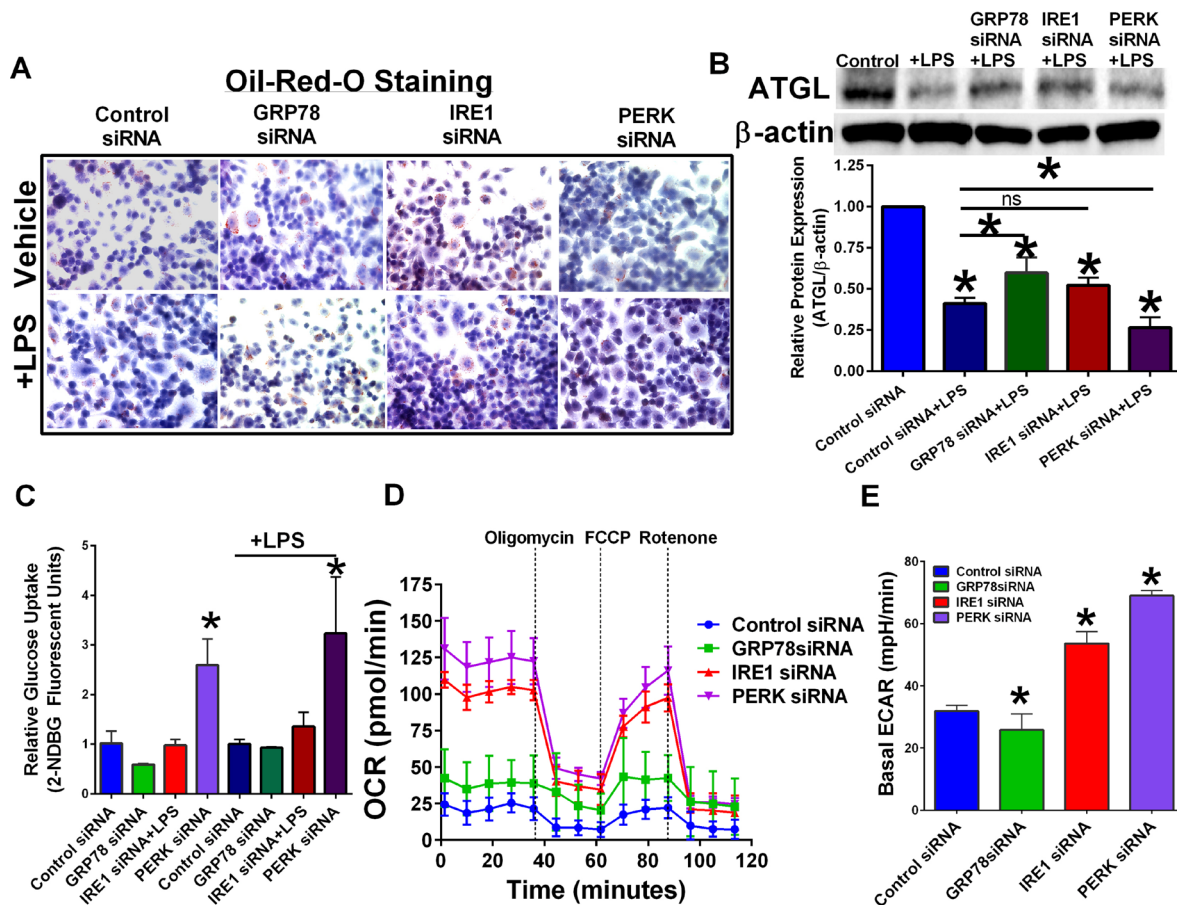 A
Oil-Red-O Staining
Control
siRNA
GRP78
siRNA
IRE1
siRNA
PERK
siRNA
Vehicle
+LPS
B
Control
+LPS
GRP78
siRNA
+LPS
IRE1
siRNA
+LPS
PERK
siRNA
+LPS
ATGL
β-actin
Relative Protein Expression
(ATGL/β-actin)
1.25
1.00
0.75
0.50
0.25
0.00
*
ns
*
*
*
*
*
Control siRNA
Control siRNA+LPS
GRP78 siRNA+LPS
IRE1 siRNA+LPS
PERK siRNA+LPS
C
Relative Glucose Uptake
(2-NDBG Fluorescent Units)
5
4
3
2
1
0
+LPS
*
*
Control siRNA
GRP78 siRNA
IRE1 siRNA+LPS
PERK siRNA
Control siRNA
GRP78 siRNA
IRE1 siRNA+LPS
PERK siRNA
D
Oligomycin FCCP Rotenone
OCR (pmol/min)
175
150
125
100
75
50
25
0
0 20 40 60 80 100 120
Time (minutes)
Control siRNA
GRP78siRNA
IRE1 siRNA
PERK siRNA
E
Basal ECAR (mpH/min)
80
60
40
20
0
Control siRNA
GRP78siRNA
IRE1 siRNA
PERK siRNA
*
*
*
Control siRNA
GRP78siRNA
IRE1 siRNA
PERK siRNA